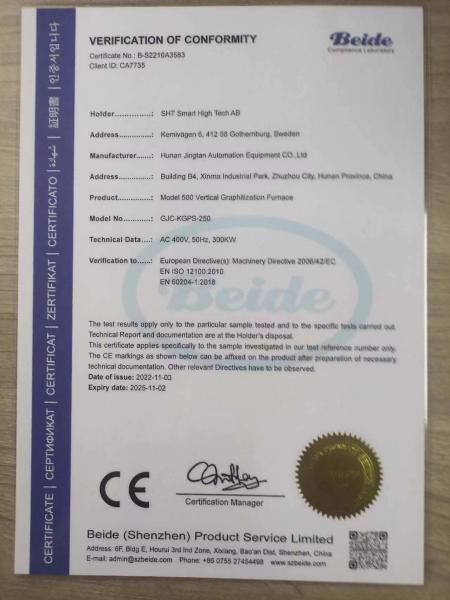 VERIFICATION OF CONFORMITY
Certificate No.: B-S2210A3583
Client ID: CA7735
Beide
Compliance Laboratory
Holder...............: SHT Smart High Tech AB
Address.............: Kemivägen 6, 412 58 Gothernburg, Sweden
Manufacturer......: Hunan Jingtan Automation Equipment CO.,Ltd
Address.............: Building B4, Xinma Industrial Park, Zhuzhou City, Hunan Province, China
Product..............: Model 500 Vertical Graphitization Furnace
Model No............: GJC-KGPS-250
Technical Data....: AC 400V, 50Hz, 300KW
Verification to......: European Directive(s): Machinery Directive 2006/42/EC
EN ISO 12100:2010
EN 60204-1:2018
Beide
The test results apply only to the particular sample tested and to the specific tests carried out.
Technical Report and documentation are at the Holder's disposal.
This certificate applies specifically to the sample investigated in our test reference number only.
The CE markings as shown below can be affixed on the product after preparation of necessary
technical documentation. Other relevant Directives have to be observed.
Date of issue: 2022-11-03
Expiry date: 2025-11-02
CE
Certification Manager
Beide (Shenzhen) Product Service Limited
Address: 6F, Bldg E, Hourui 3rd Ind Zone, Xixiang, Bao'an Dist, Shenzhen, China
E-mail: admin@szbeide.com Phone: +86 0755 27454498 www.szbeide.com
CERTIFICATE | СЕРТИФИКАТ | CERTIFICAT | ZERTIFIKAT | CERTIFICATO | شهادة | 証明書 | 인증서입니다